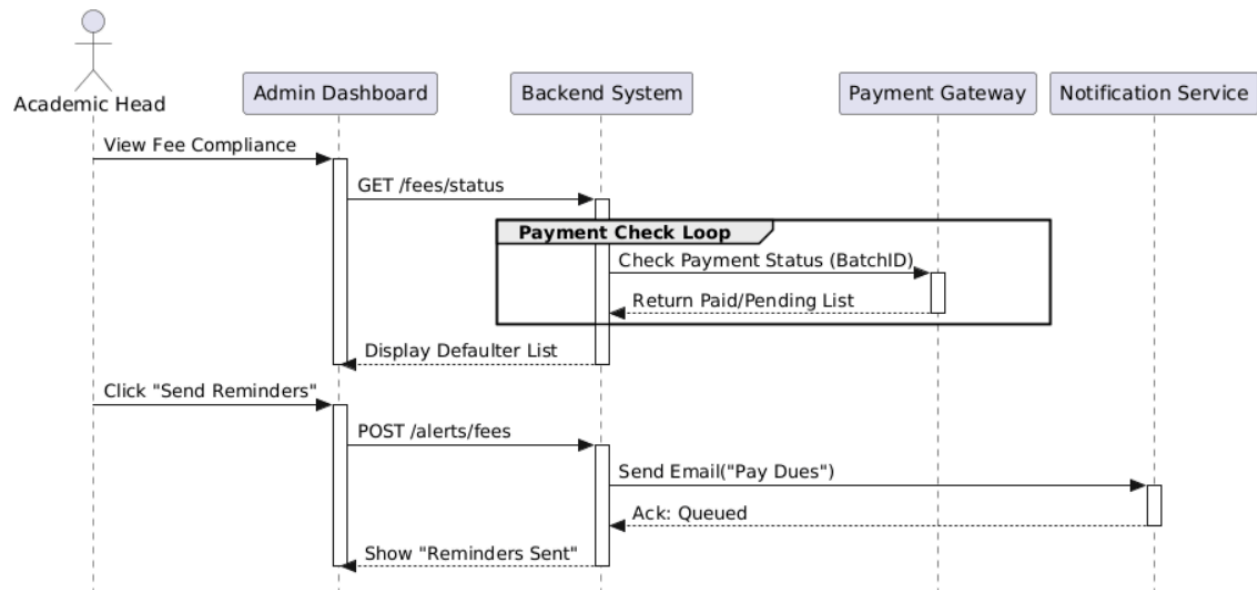 Academic Head
Admin Dashboard
Backend System
Payment Gateway
Notification Service
View Fee Compliance
GET /fees/status
Payment Check Loop
Check Payment Status (BatchID)
Return Paid/Pending List
Display Defaulter List
Click "Send Reminders"
POST /alerts/fees
Send Email("Pay Dues")
Ack: Queued
Show "Reminders Sent"